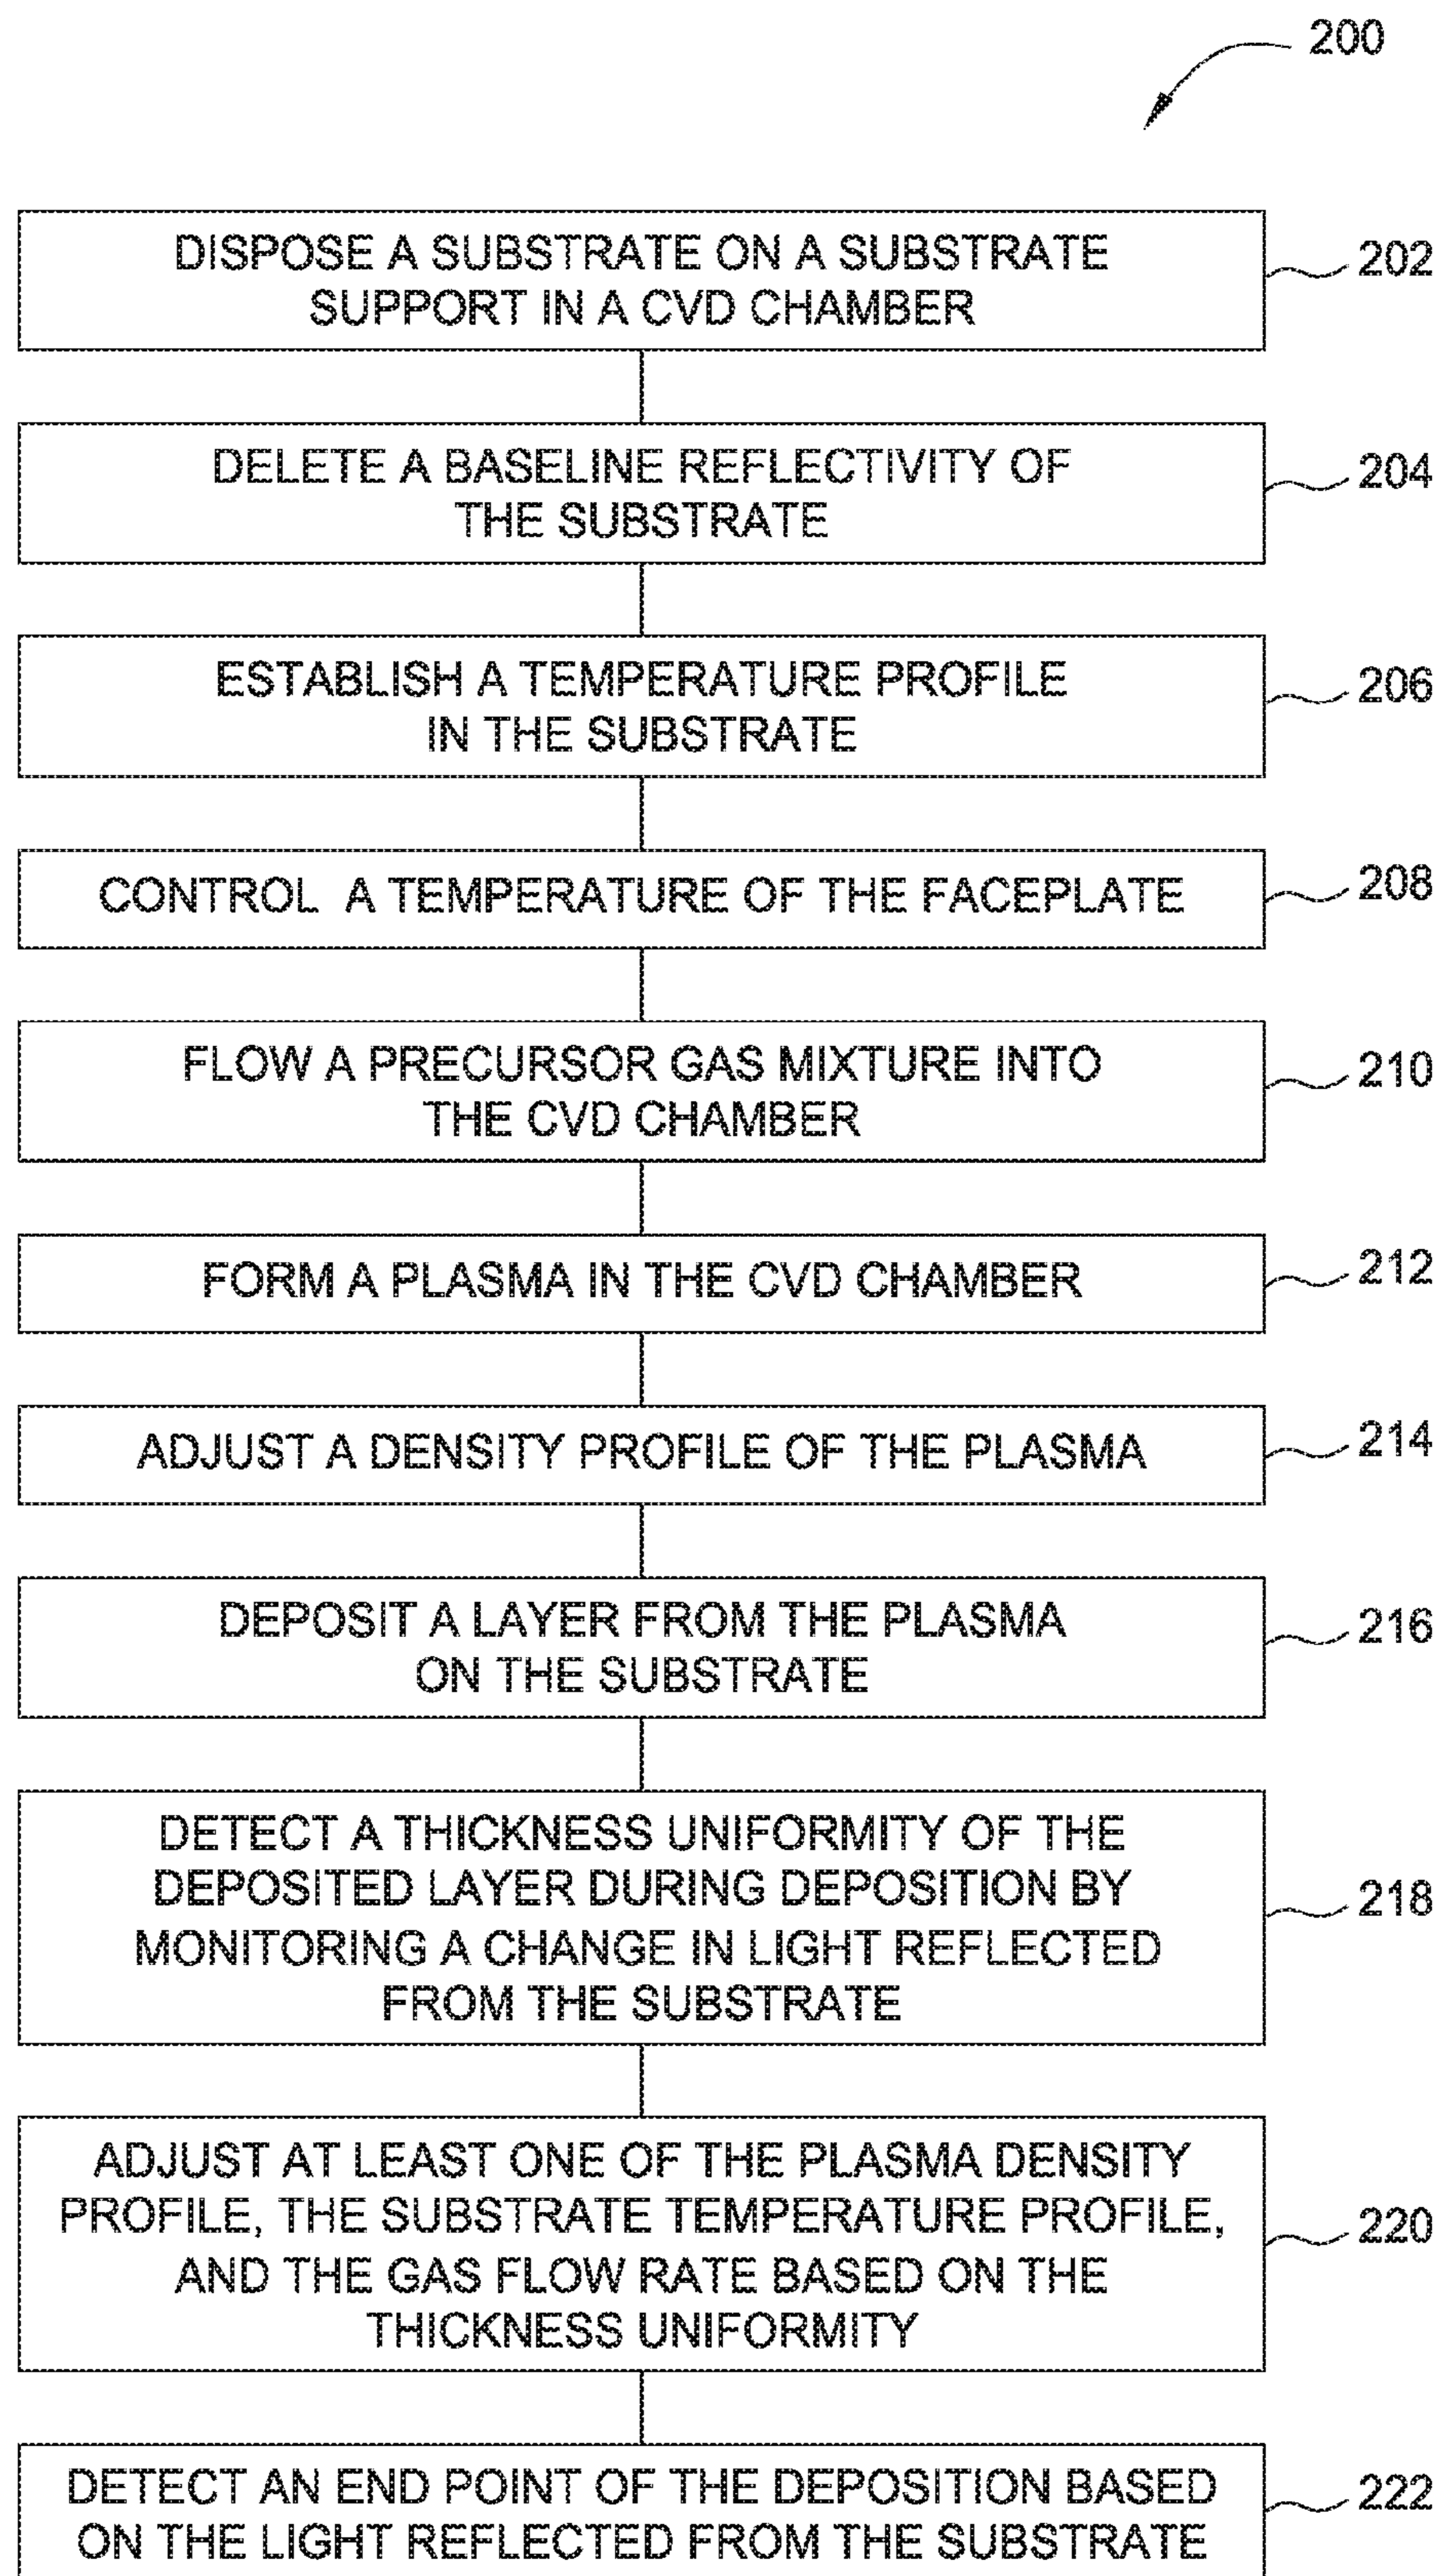 200
DISPOSE A SUBSTRATE ON A SUBSTRATE
SUPPORT IN A CVD CHAMBER
202
DELETE A BASELINE REFLECTIVITY OF
THE SUBSTRATE
204
ESTABLISH A TEMPERATURE PROFILE
IN THE SUBSTRATE
206
CONTROL A TEMPERATURE OF THE FACEPLATE
208
FLOW A PRECURSOR GAS MIXTURE INTO
THE CVD CHAMBER
210
FORM A PLASMA IN THE CVD CHAMBER
212
ADJUST A DENSITY PROFILE OF THE PLASMA
214
DEPOSIT A LAYER FROM THE PLASMA
ON THE SUBSTRATE
216
DETECT A THICKNESS UNIFORMITY OF THE
DEPOSITED LAYER DURING DEPOSITION BY
MONITORING A CHANGE IN LIGHT REFLECTED
FROM THE SUBSTRATE
218
ADJUST AT LEAST ONE OF THE PLASMA DENSITY
PROFILE, THE SUBSTRATE TEMPERATURE PROFILE,
AND THE GAS FLOW RATE BASED ON THE
THICKNESS UNIFORMITY
220
DETECT AN END POINT OF THE DEPOSITION BASED
ON THE LIGHT REFLECTED FROM THE SUBSTRATE
222